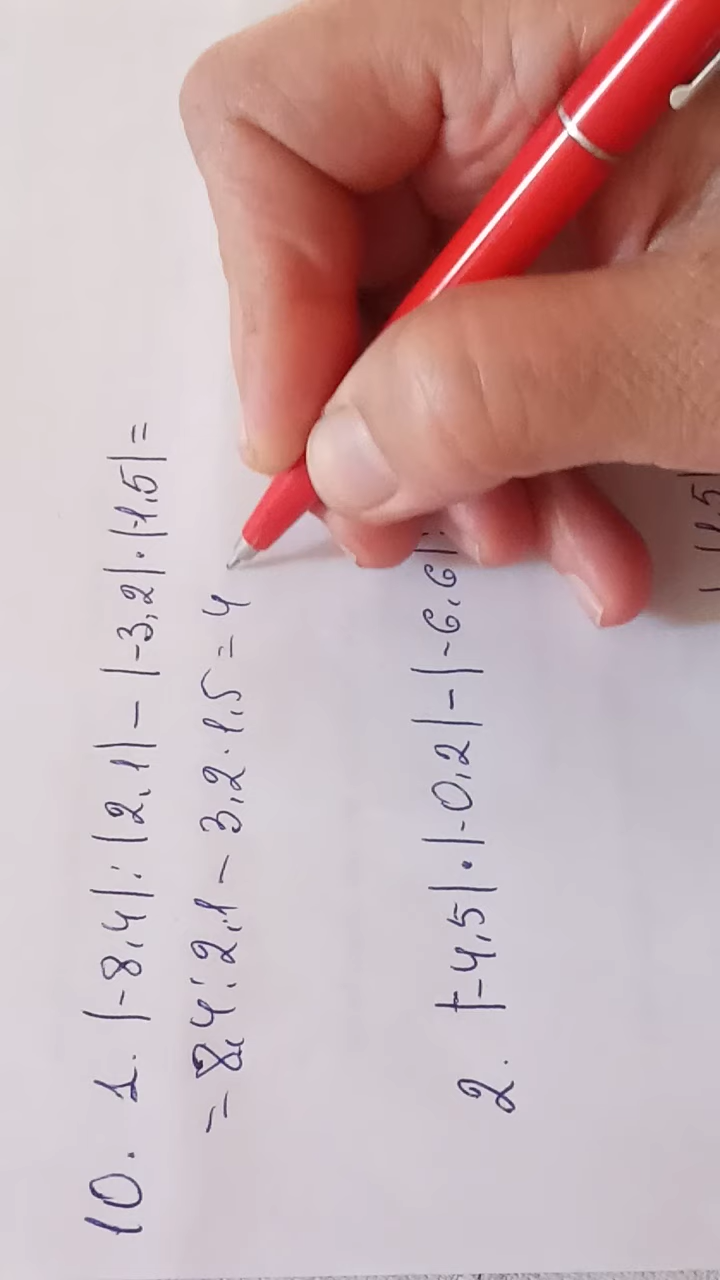 10. 1. |-8,4| : |2,1| - |-3,2| · |-1,5| =
= 8,4 : 2,1 - 3,2 · 1,5 = 4
2. |-4,5| · |-0,2| - |-6,6| :